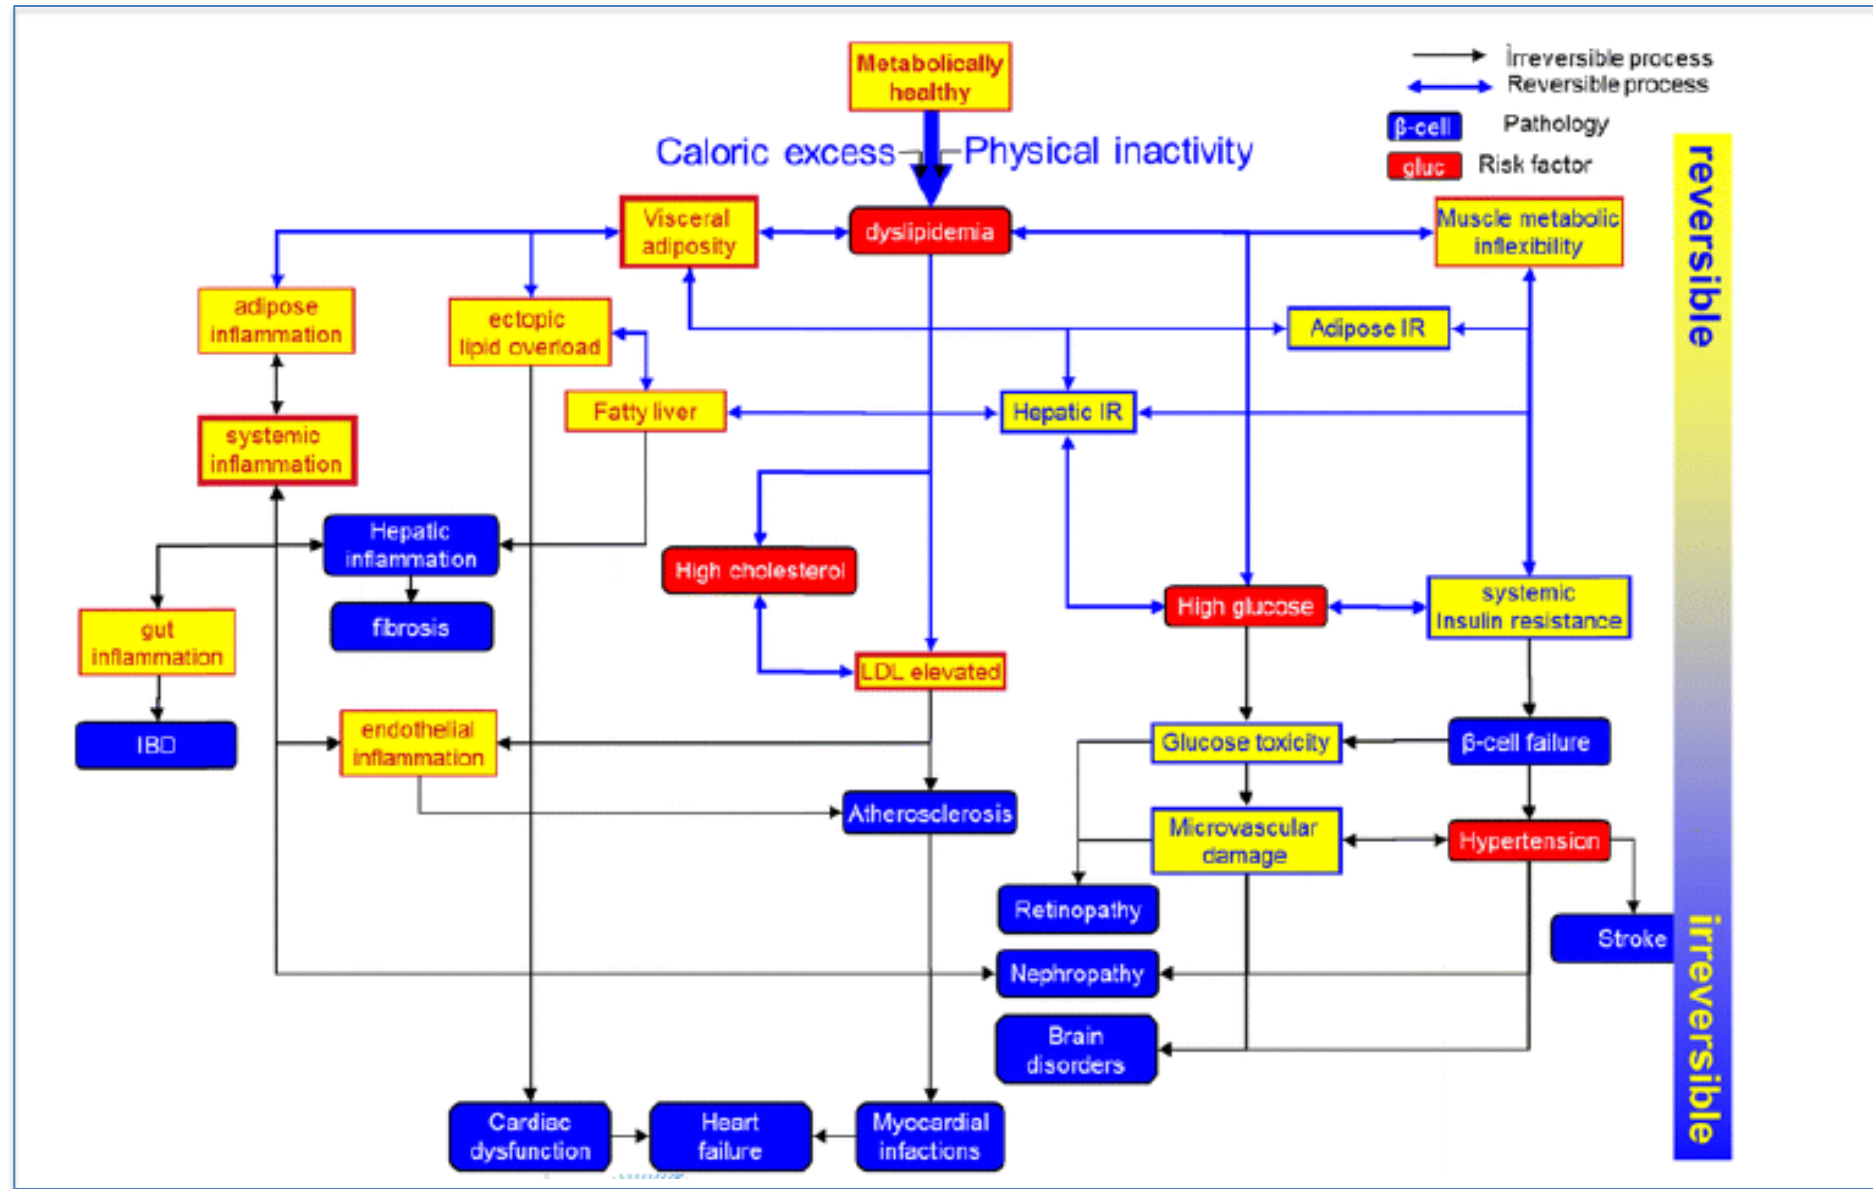 Metabolically
healthy
Irreversible process
Reversible process
β-cell
Pathology
gluc
Risk factor
Caloric excess
Physical inactivity
reversible
Visceral
adiposity
dyslipidemia
Muscle metabolic
inflexibility
adipose
inflammation
ectopic
lipid overload
Adipose IR
Fatty liver
Hepatic IR
systemic
inflammation
Hepatic
inflammation
High cholesterol
High glucose
systemic
Insulin resistance
fibrosis
gut
inflammation
LDL elevated
IBD
endothelial
inflammation
Glucose toxicity
β-cell failure
Atherosclerosis
Microvascular
damage
Hypertension
Retinopathy
Stroke
Nephropathy
irreversible
Brain
disorders
Cardiac
dysfunction
Heart
failure
Myocardial
infactions